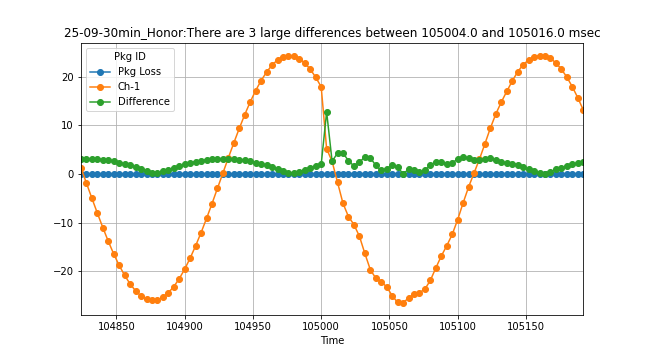 25-09-30min_Honor:There are 3 large differences between 105004.0 and 105016.0 msec
Pkg ID
Pkg Loss
Ch-1
Difference
20
10
0
−10
−20
104850 104900 104950 105000 105050 105100 105150
Time